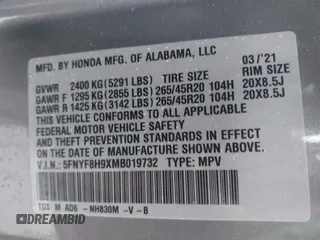 MFD. BY HONDA MFG. OF ALABAMA, LLC 03/'21
GVWR 2400 KG (5291 LBS) TIRE SIZE RIM SIZE
GAWR F 1295 KG (2855 LBS) 265/45R20 104H 20X8.5J
GAWR R 1425 KG (3142 LBS) 265/45R20 104H 20X8.5J
THIS VEHICLE CONFORMS TO ALL APPLICABLE
FEDERAL MOTOR VEHICLE SAFETY AND
THEFT PREVENTION STANDARDS IN EFFECT ON
THE DATE OF MANUFACTURE SHOWN ABOVE.
V.I.N.: 5FNYF8H9XMB019732 TYPE: MPV
TGS M AD6 - NH830M -V - B
DISCLAIMER